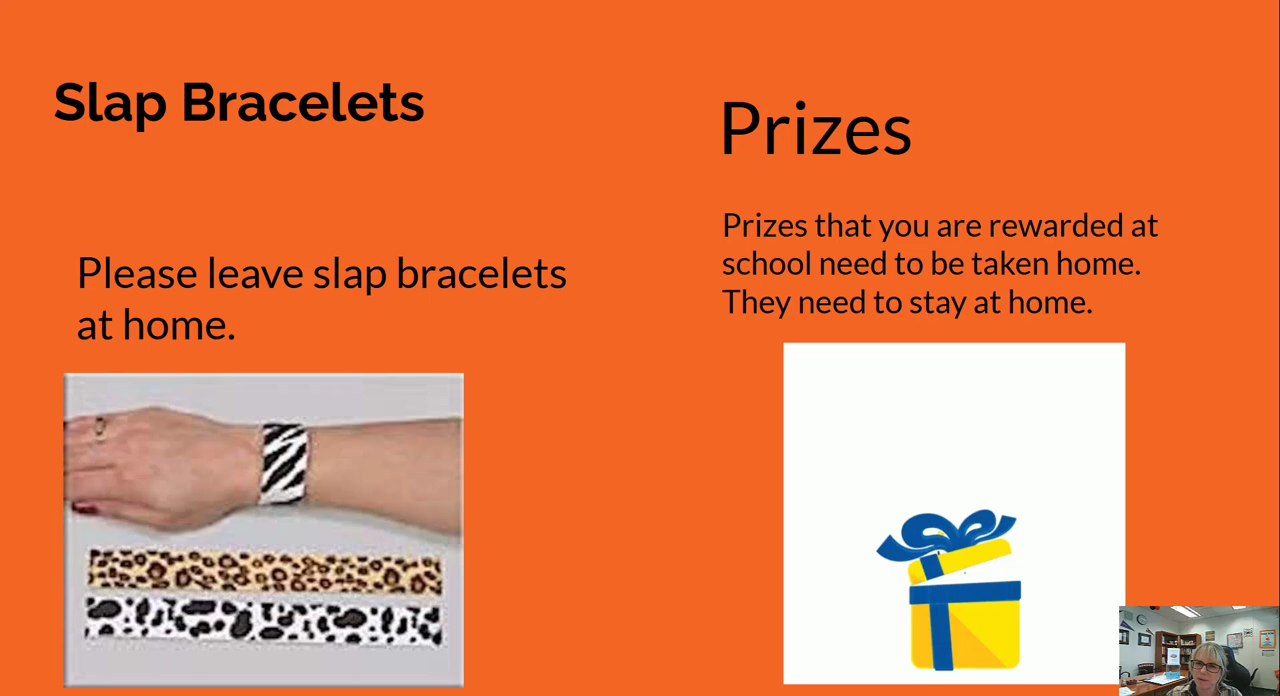 Slap Bracelets
Please leave slap bracelets
at home.
Prizes
Prizes that you are rewarded at
school need to be taken home.
They need to stay at home.